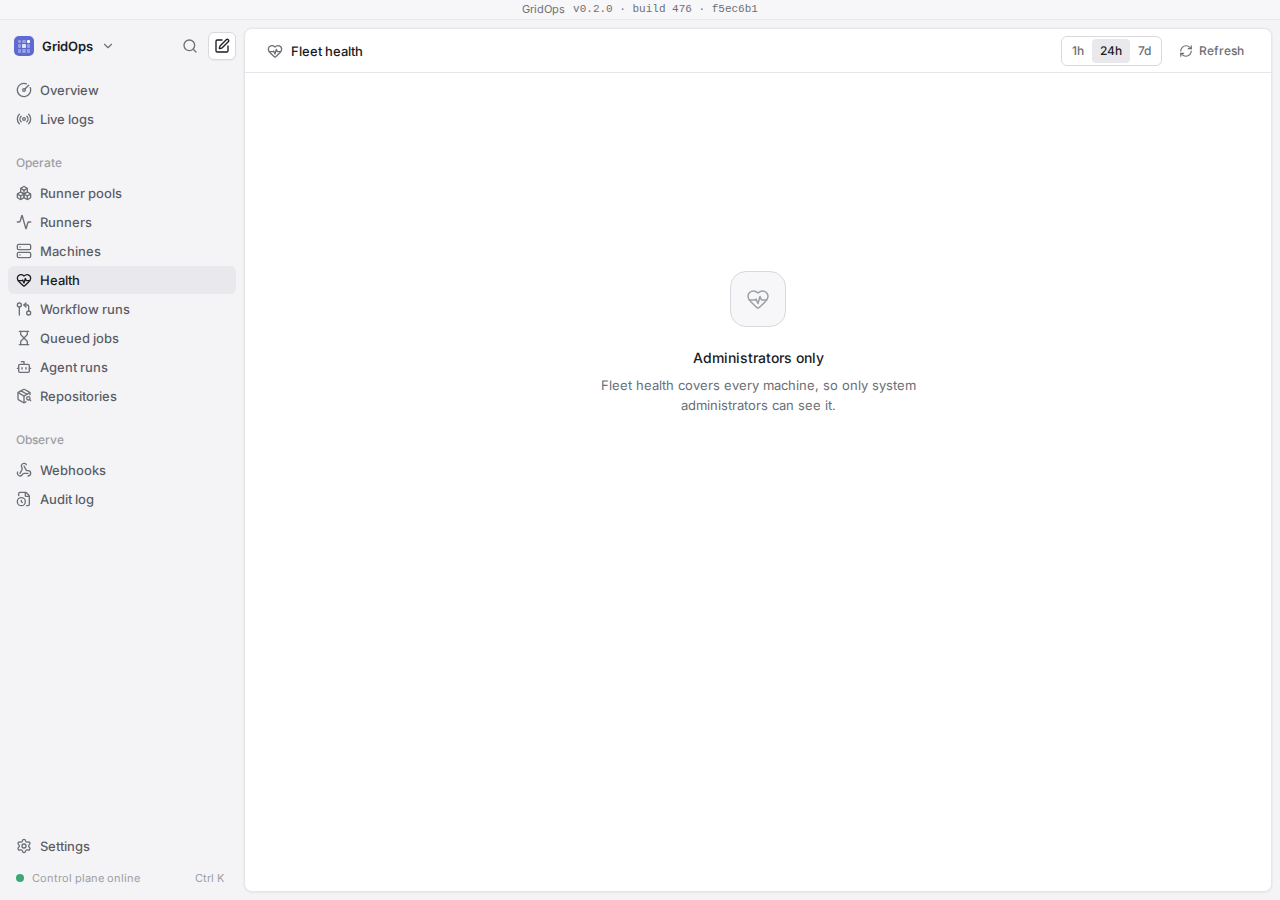 GridOps v0.2.0 · build 476 · f5ec6b1
GridOps
Overview
Live logs
Operate
Runner pools
Runners
Machines
Health
Workflow runs
Queued jobs
Agent runs
Repositories
Observe
Webhooks
Audit log
Settings
Control plane online Ctrl K
Fleet health
1h 24h 7d Refresh
Administrators only
Fleet health covers every machine, so only system
administrators can see it.